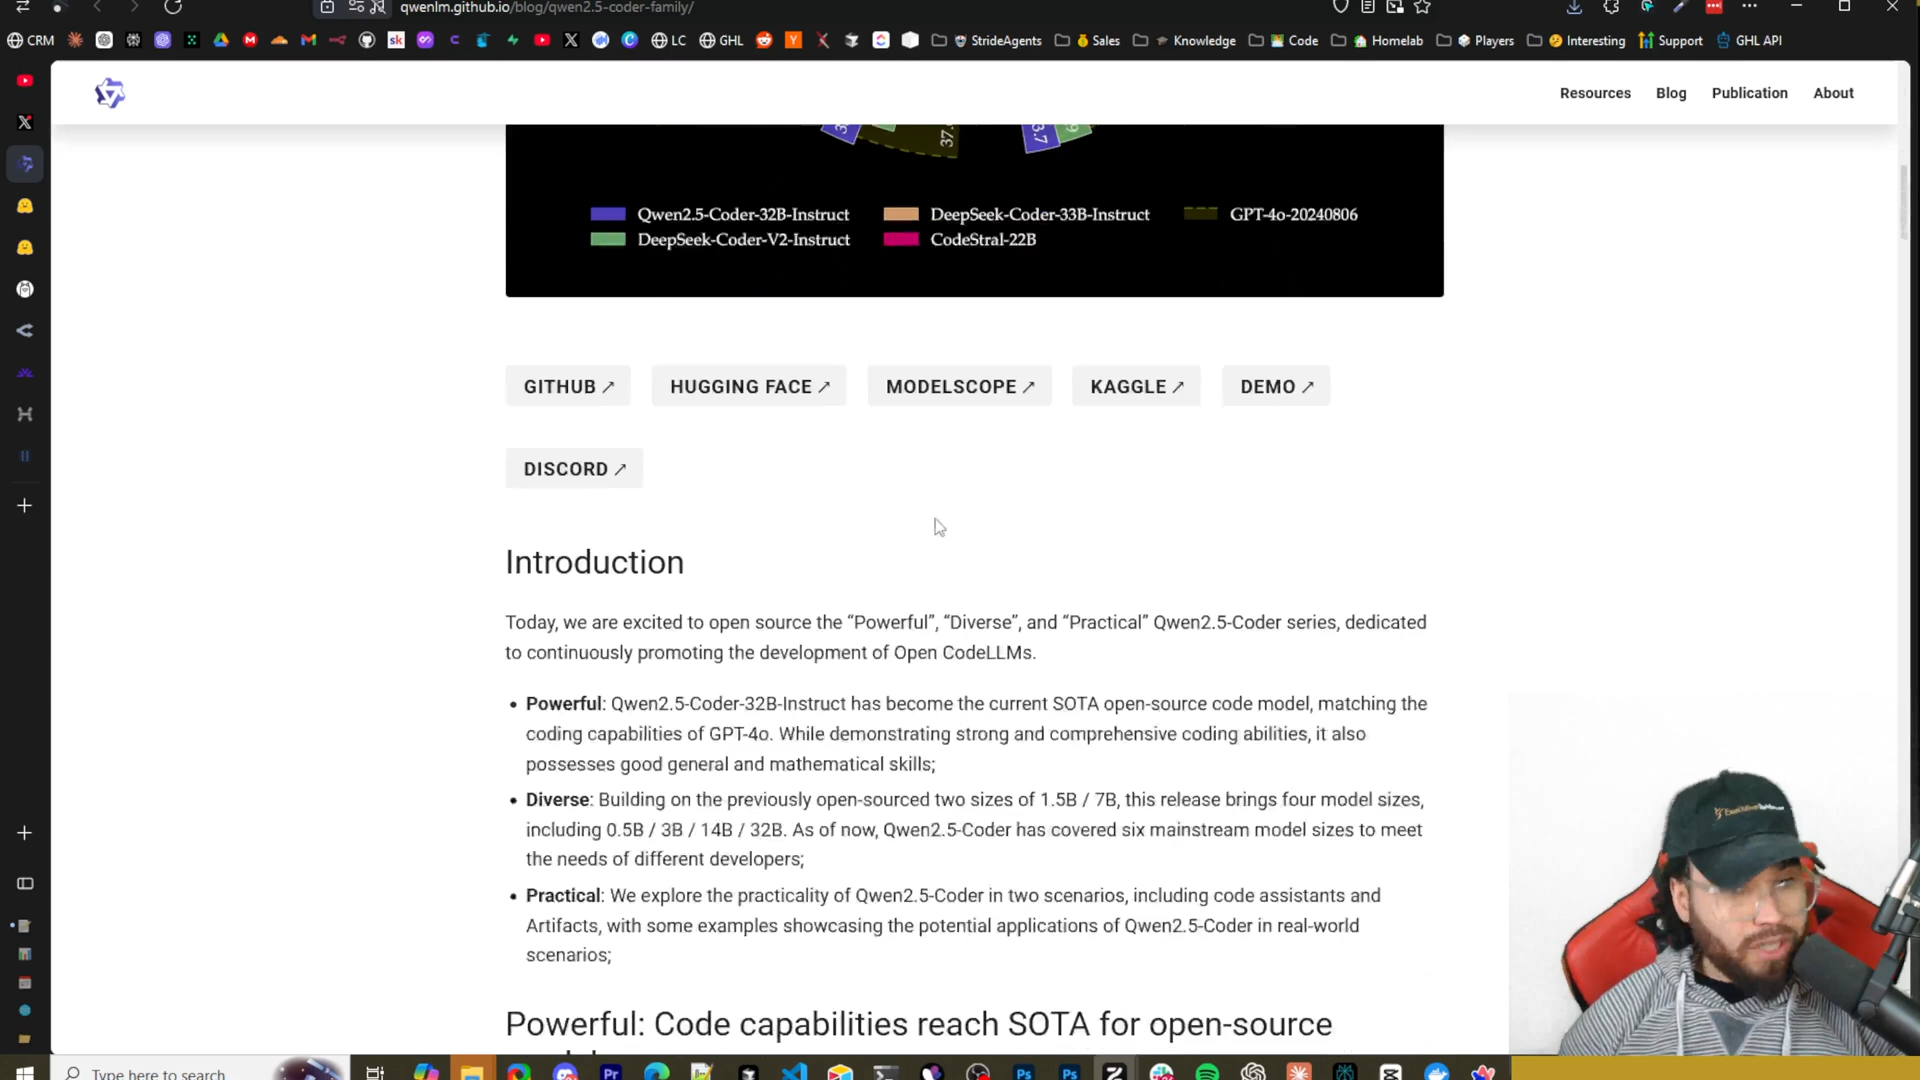 qwenlm.github.io/blog/qwen2.5-coder-family/
CRM
sk
LC
GHL
StrideAgents
Sales
Knowledge
Code
Homelab
Players
Interesting
Support
GHL API
Resources
Blog
Publication
About
37.
3.7
Qwen2.5-Coder-32B-Instruct
DeepSeek-Coder-33B-Instruct
GPT-4o-20240806
DeepSeek-Coder-V2-Instruct
CodeStral-22B
GITHUB ↗
HUGGING FACE ↗
MODELSCOPE ↗
KAGGLE ↗
DEMO ↗
DISCORD ↗
Introduction
Today, we are excited to open source the “Powerful”, “Diverse”, and “Practical” Qwen2.5-Coder series, dedicated
to continuously promoting the development of Open CodeLLMs.
• Powerful: Qwen2.5-Coder-32B-Instruct has become the current SOTA open-source code model, matching the
coding capabilities of GPT-4o. While demonstrating strong and comprehensive coding abilities, it also
possesses good general and mathematical skills;
• Diverse: Building on the previously open-sourced two sizes of 1.5B / 7B, this release brings four model sizes,
including 0.5B / 3B / 14B / 32B. As of now, Qwen2.5-Coder has covered six mainstream model sizes to meet
the needs of different developers;
• Practical: We explore the practicality of Qwen2.5-Coder in two scenarios, including code assistants and
Artifacts, with some examples showcasing the potential applications of Qwen2.5-Coder in real-world
scenarios;
Powerful: Code capabilities reach SOTA for open-source
Type here to search